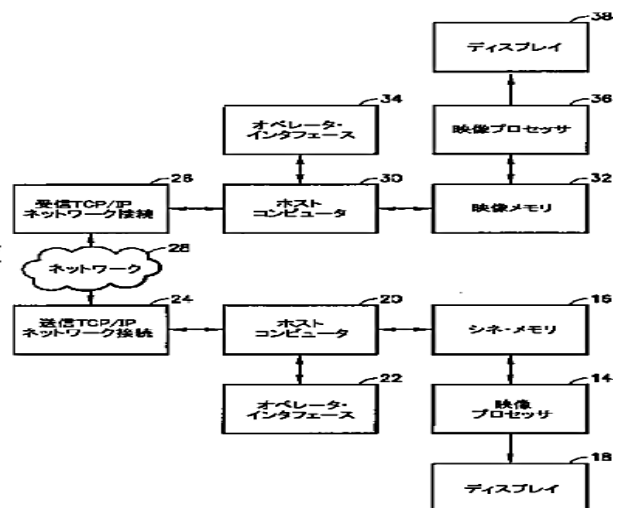 38
ディスプレイ
34
36
オペレータ・
インタフェース
映像プロセッサ
28
30
32
受信TCP/IP
ネットワーク接続
ホスト
コンピュータ
映像メモリ
28
ネットワーク
24
20
16
送信TCP/IP
ネットワーク接続
ホスト
コンピュータ
シネ・メモリ
22
14
オペレータ・
インタフェース
映像
プロセッサ
18
ディスプレイ